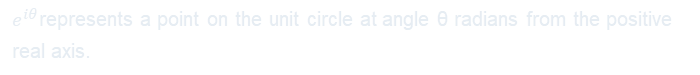 e^{iθ} represents a point on the unit circle at angle θ radians from the positive
real axis.